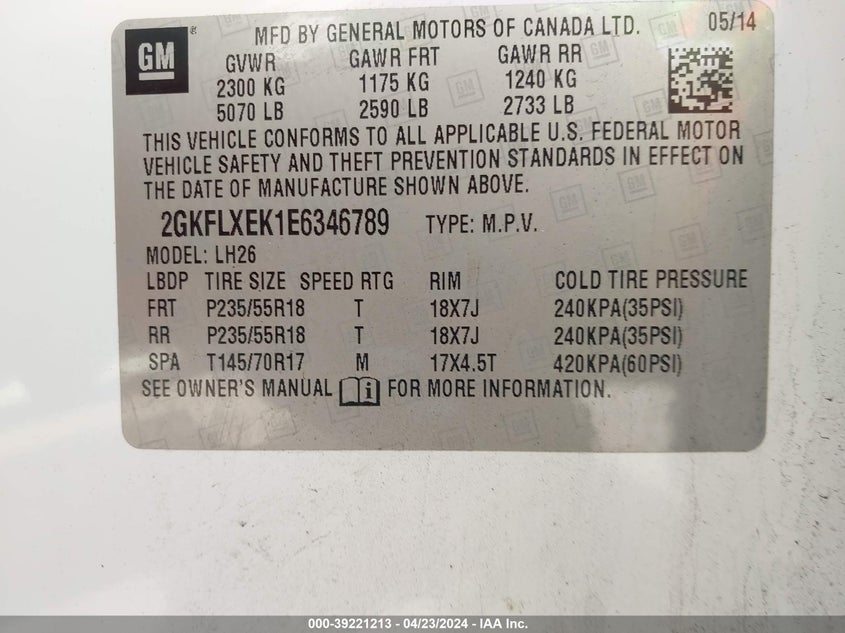 GM
MFD BY GENERAL MOTORS OF CANADA LTD. 05/14
GVWR GAWR FRT GAWR RR
2300 KG 1175 KG 1240 KG
5070 LB 2590 LB 2733 LB
THIS VEHICLE CONFORMS TO ALL APPLICABLE U.S. FEDERAL MOTOR
VEHICLE SAFETY AND THEFT PREVENTION STANDARDS IN EFFECT ON
THE DATE OF MANUFACTURE SHOWN ABOVE.
2GKFLXEK1E6346789 TYPE: M.P.V.
MODEL: LH26
LBDP TIRE SIZE SPEED RTG RIM COLD TIRE PRESSURE
FRT P235/55R18 T 18X7J 240KPA(35PSI)
RR P235/55R18 T 18X7J 240KPA(35PSI)
SPA T145/70R17 M 17X4.5T 420KPA(60PSI)
SEE OWNER'S MANUAL i FOR MORE INFORMATION.
000-39221213 - 04/23/2024 - IAA Inc.